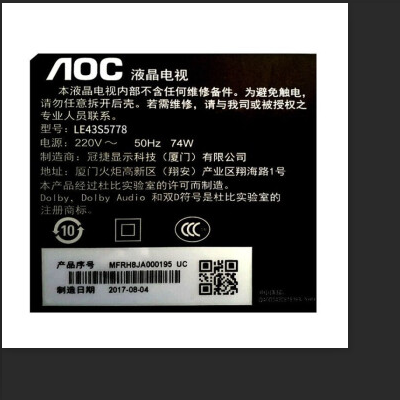 AOC 液晶电视
本液晶电视内部不含任何维修备件。为避免触电,
请勿任意拆开后壳。若需维修，请与我司或被授权之
专业人员联系。
型号: LE43S5778
电源: 220V～ 50Hz 74W
制造商: 冠捷显示科技（厦门）有限公司
地址: 厦门火炬高新区（翔安）产业区翔海路1号
本产品经过杜比实验室的许可而制造。
Dolby, Dolby Audio 和双D符号是杜比实验室的
注册商标。
10
CCC
产品序号 MFRH8JA000195 UC
制造日期 2017-08-04